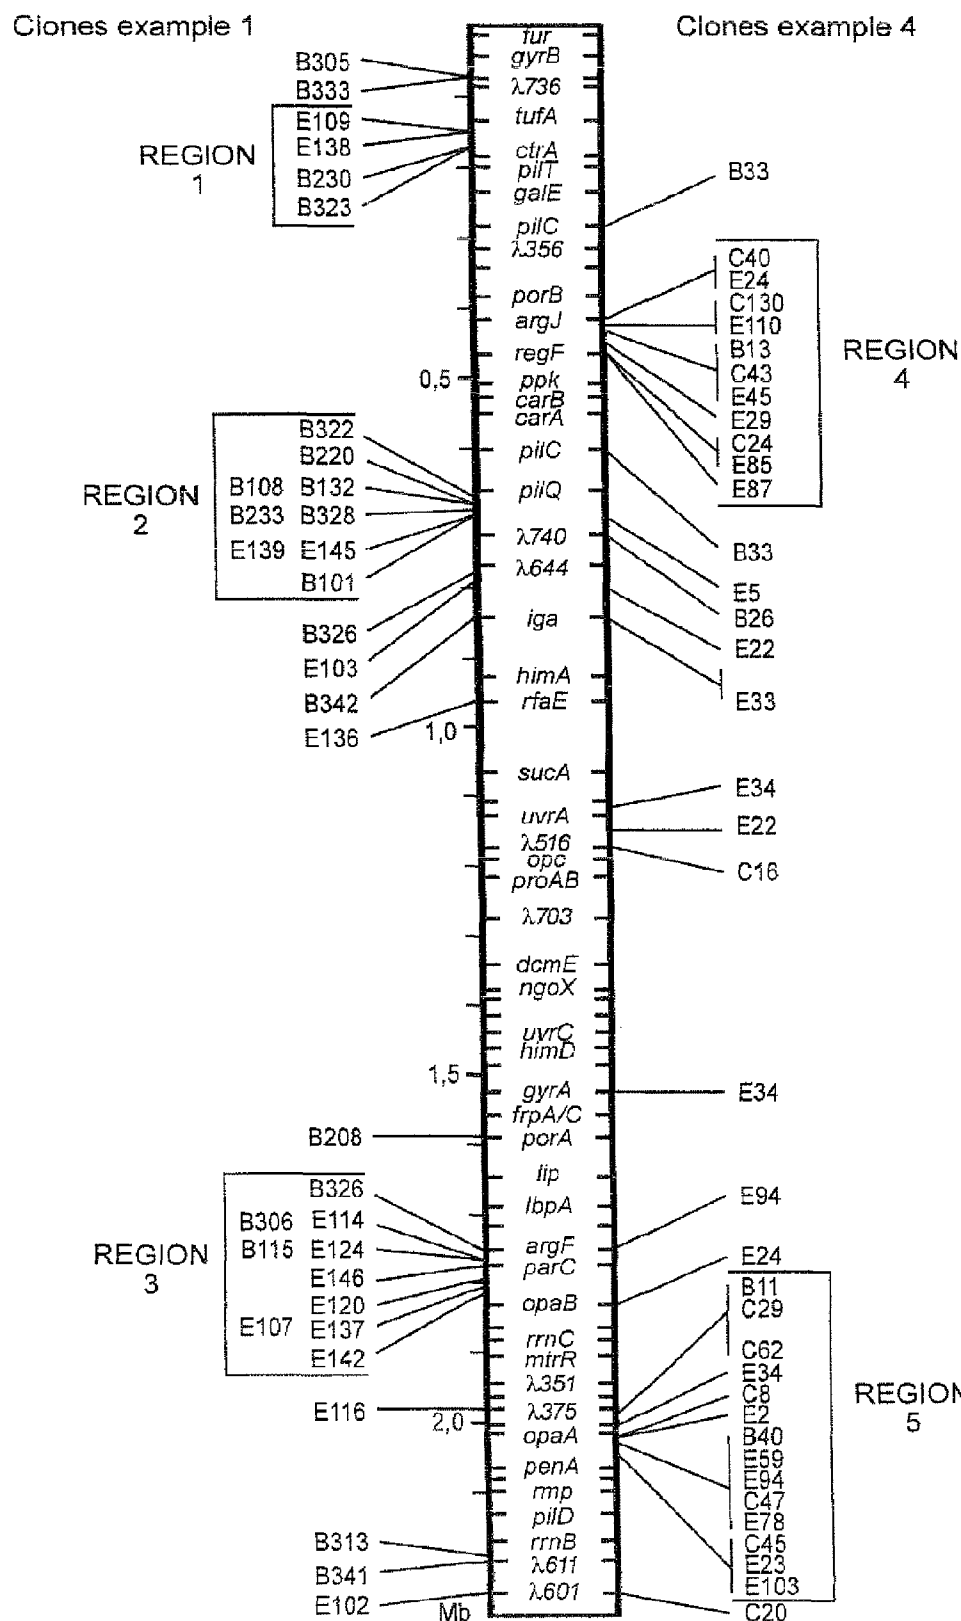 Clones example 1
Clones example 4
B305
B333
E109
E138
B230
B323
REGION
1
B322
B220
B108 B132
B233 B328
E139 E145
B101
REGION
2
B326
E103
B342
E136
B208
B326
B306 E114
B115 E124
E146
E120
E107 E137
E142
REGION
3
E116
B313
B341
E102
0,5
1,0
1,5
2,0
Mb
fur
gyrB
λ736
tufA
ctrA
pilT
galE
pilC
λ356
porB
argJ
regF
ppk
carB
carA
pilC
pilQ
λ740
λ644
iga
himA
rfaE
sucA
uvrA
λ516
opc
proAB
λ703
dcmE
ngoX
uvrC
himD
gyrA
frpA/C
porA
lip
lbpA
argF
parC
opaB
rrnC
mtrR
λ351
λ375
opaA
penA
rmp
pilD
rrnB
λ611
λ601
B33
C40
E24
C130
E110
B13
C43
E45
E29
C24
E85
E87
REGION
4
B33
E5
B26
E22
E33
E34
E22
C16
E34
E94
E24
B11
C29
C62
E34
C8
E2
B40
E59
E94
C47
E78
C45
E23
E103
REGION
5
C20